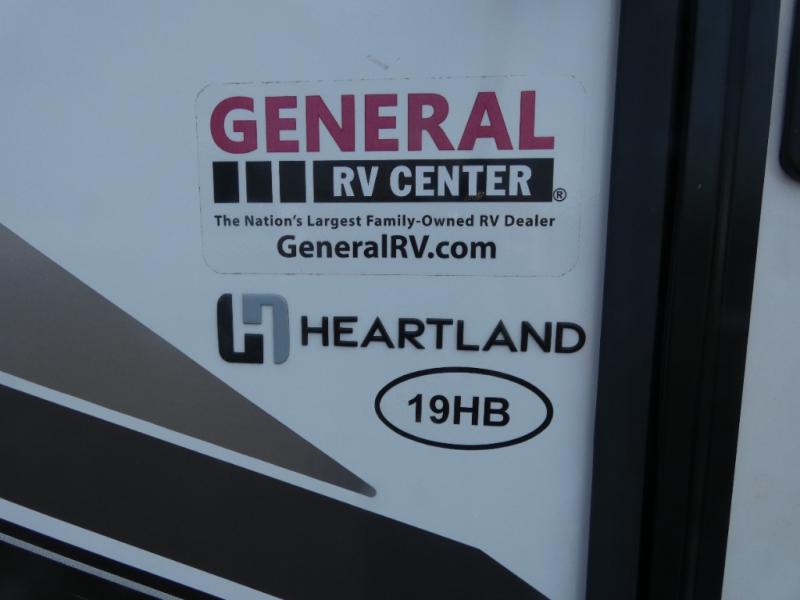 GENERAL
RV CENTER®
The Nation's Largest Family-Owned RV Dealer
GeneralRV.com
HEARTLAND
19HB